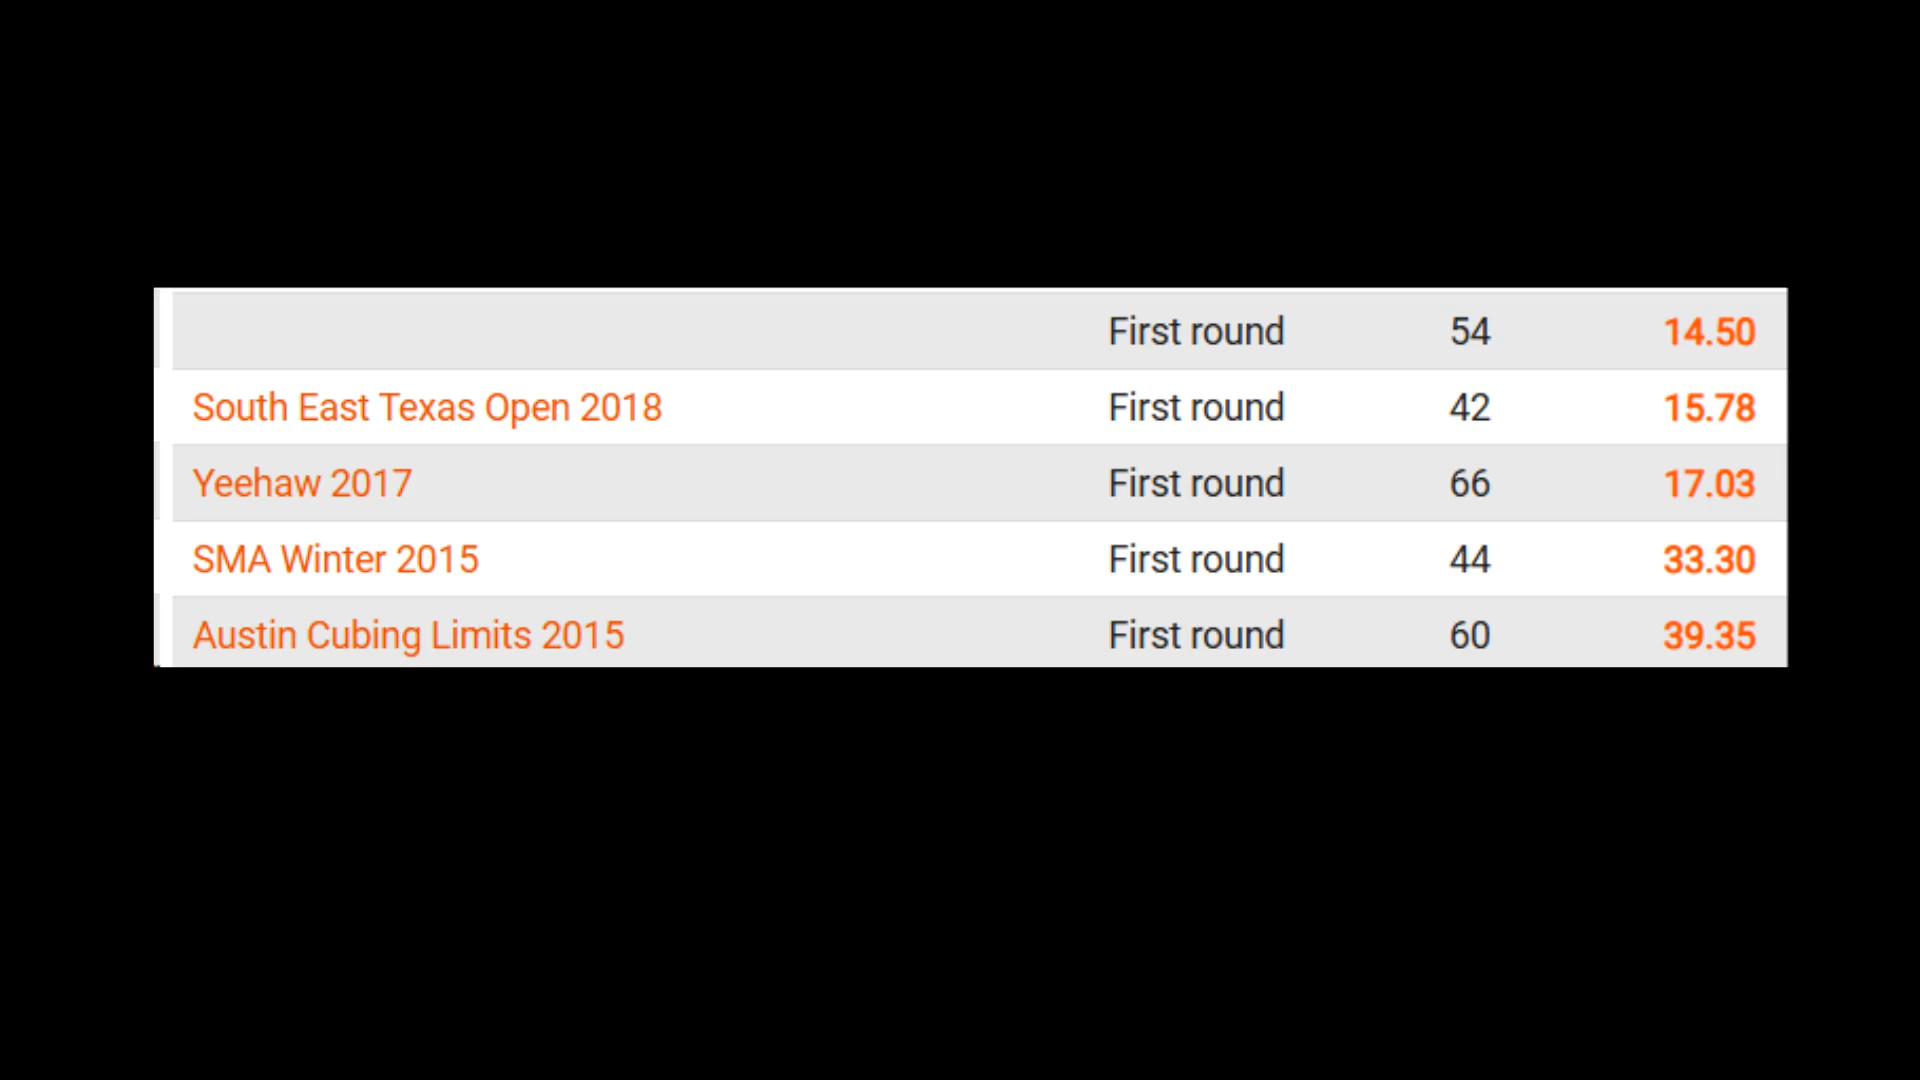 First round 54 14.50
South East Texas Open 2018 First round 42 15.78
Yeehaw 2017 First round 66 17.03
SMA Winter 2015 First round 44 33.30
Austin Cubing Limits 2015 First round 60 39.35